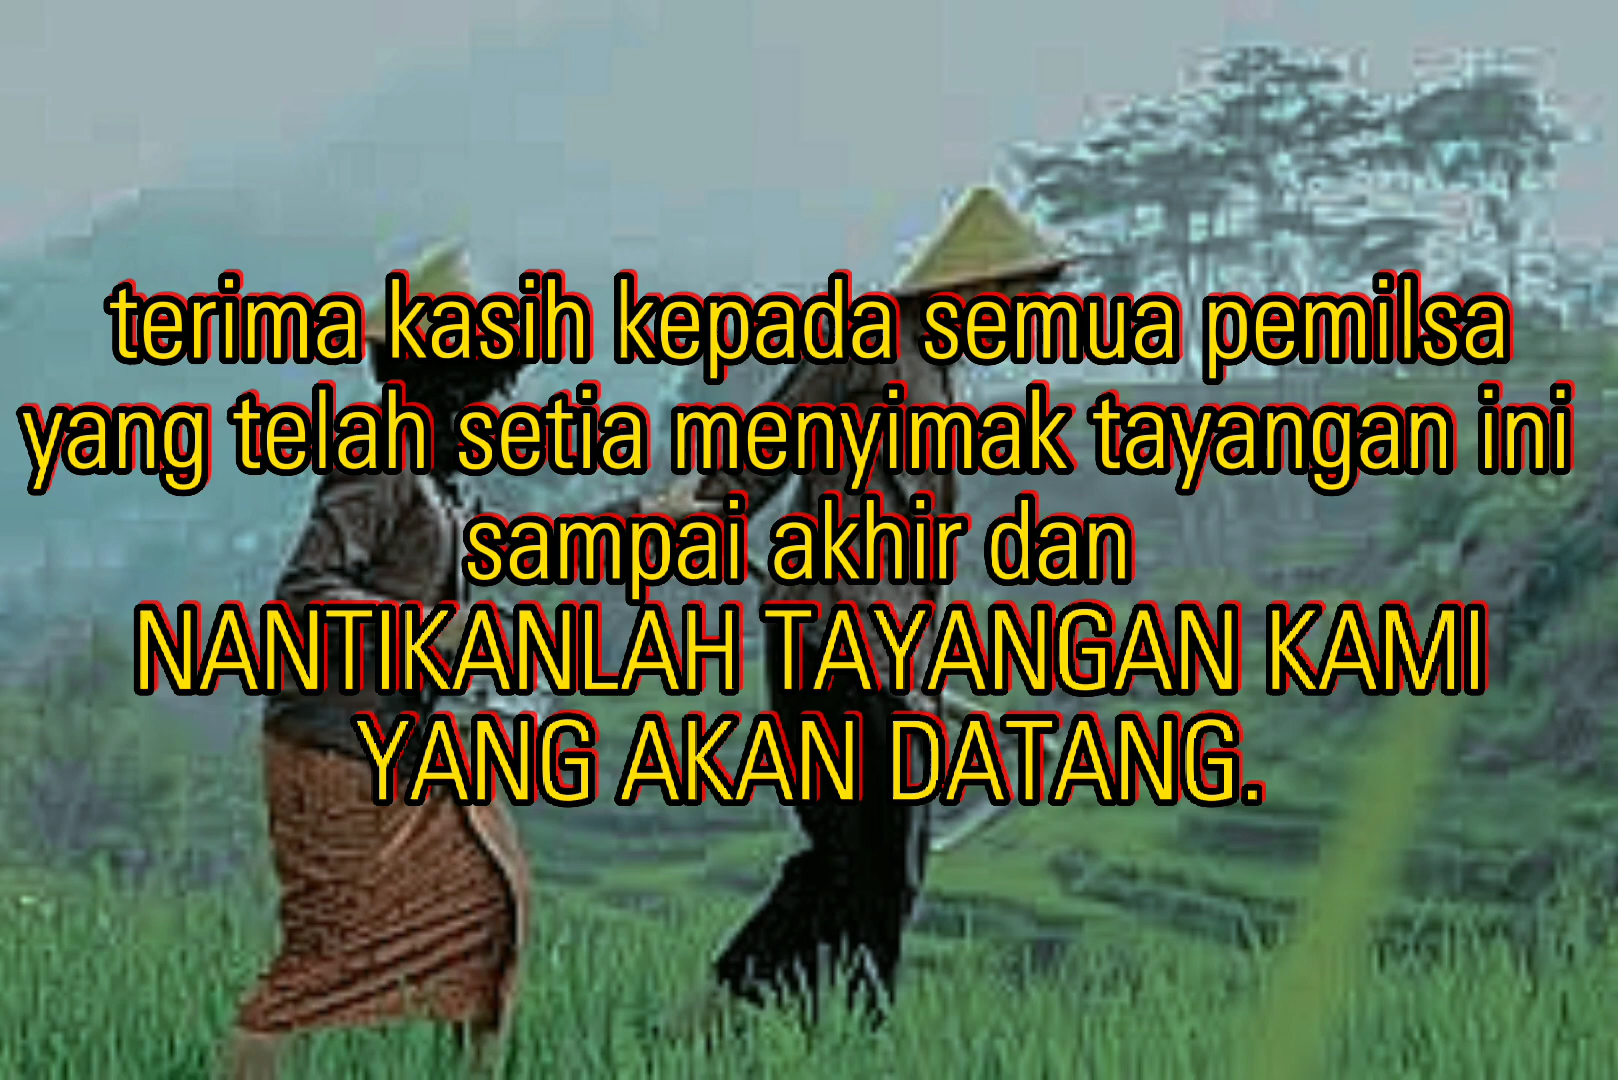 terima kasih kepada semua pemilsa
yang telah setia menyimak tayangan ini
sampai akhir dan
NANTIKANLAH TAYANGAN KAMI
YANG AKAN DATANG.